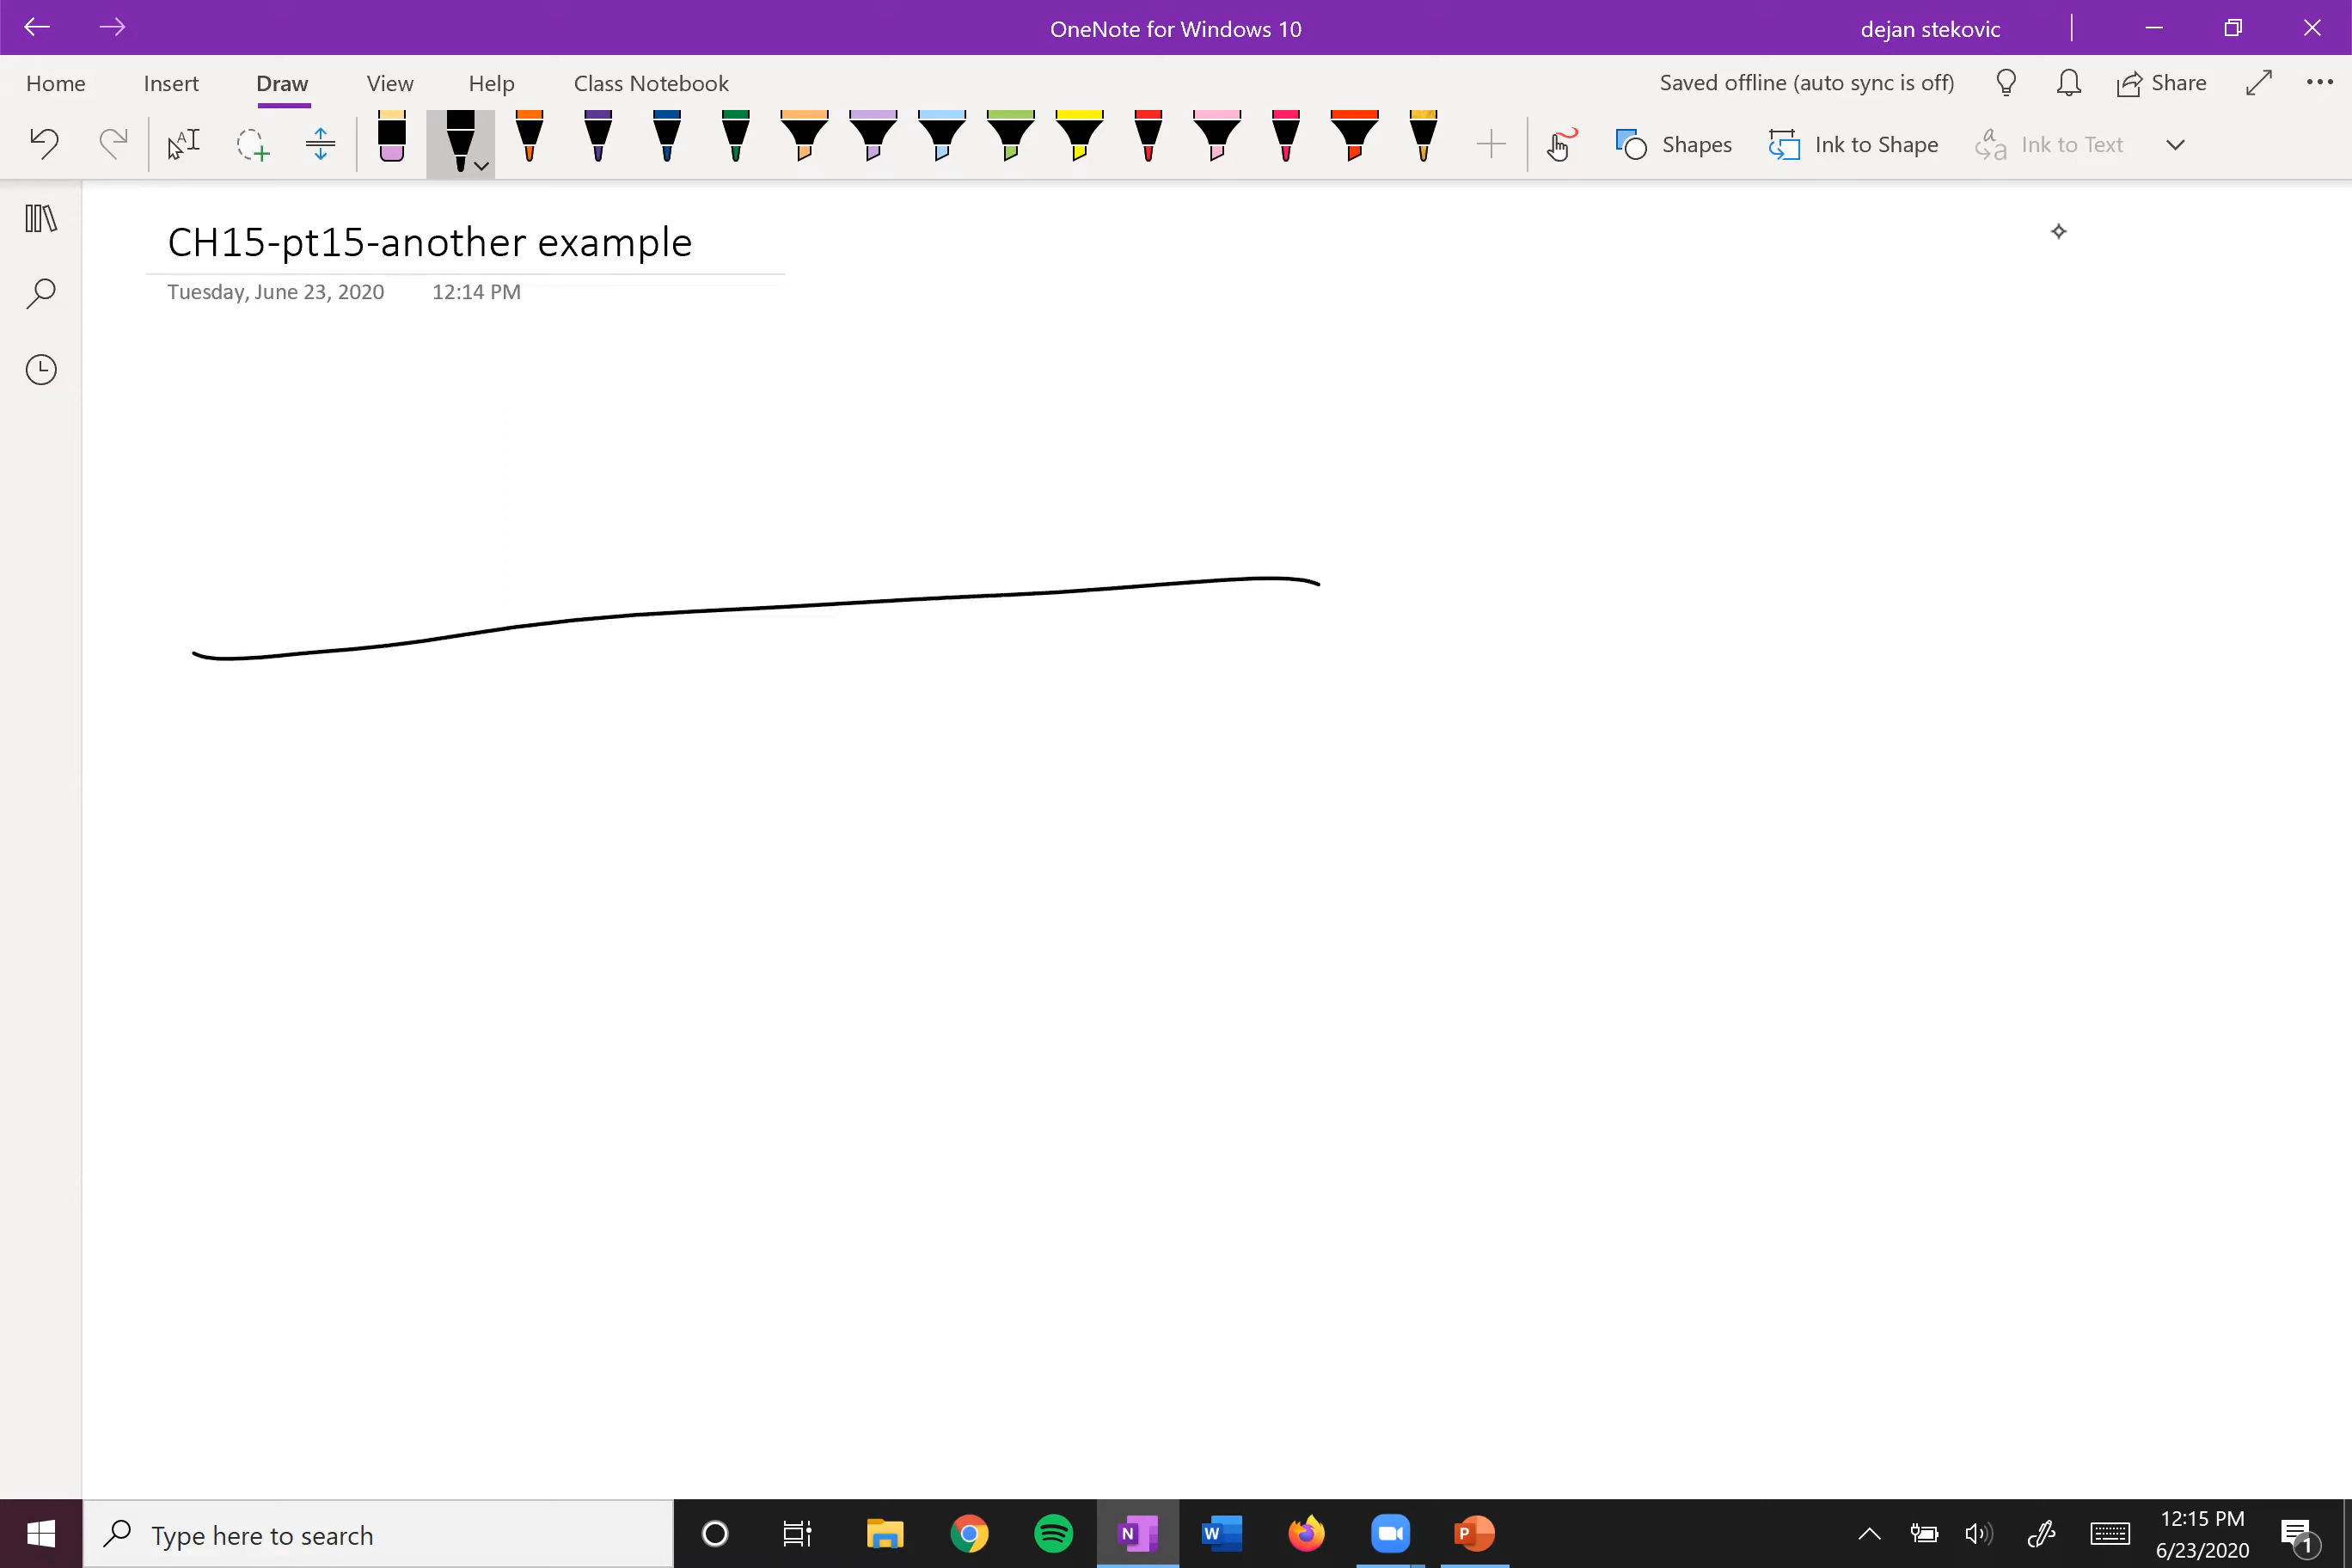 OneNote for Windows 10
dejan stekovic
Home Insert Draw View Help Class Notebook
Saved offline (auto sync is off)
Share
Shapes
Ink to Shape
Ink to Text
CH15-pt15-another example
Tuesday, June 23, 2020 12:14 PM
Type here to search
12:15 PM
6/23/2020
1